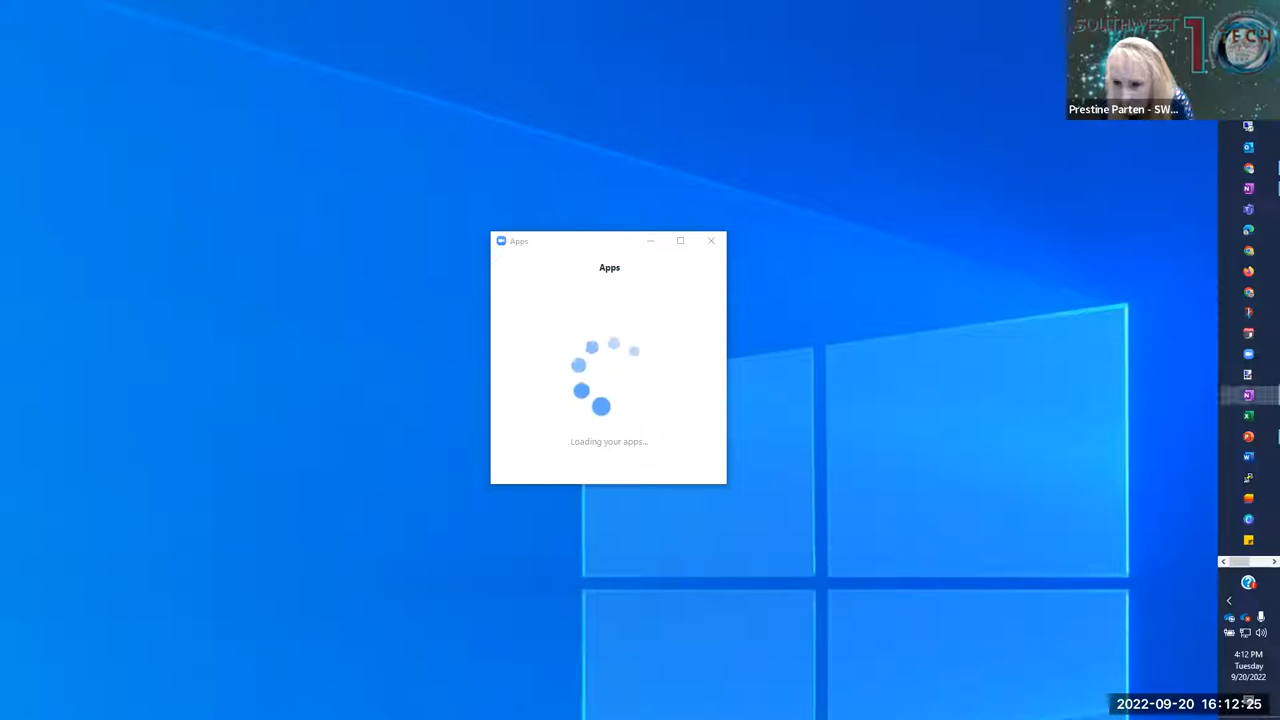 SOUTHWEST
TECH
Prestine Parten - SW...
Apps
Apps
Loading your apps...
4:12 PM
Tuesday
9/20/2022
2022-09-20 16:12:25